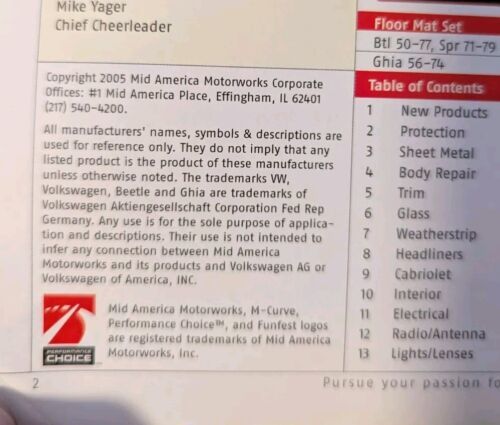 Mike Yager
Chief Cheerleader
Copyright 2005 Mid America Motorworks Corporate
Offices: #1 Mid America Place, Effingham, IL 62401
(217) 540-4200.
All manufacturers' names, symbols & descriptions are
used for reference only. They do not imply that any
listed product is the product of these manufacturers
unless otherwise noted. The trademarks VW,
Volkswagen, Beetle and Ghia are trademarks of
Volkswagen Aktiengesellschaft Corporation Fed Rep
Germany. Any use is for the sole purpose of applica-
tion and descriptions. Their use is not intended to
infer any connection between Mid America
Motorworks and its products and Volkswagen AG or
Volkswagen of America, INC.
PERFORMANCE
CHOICE
Mid America Motorworks, M-Curve,
Performance Choice™, and Funfest logos
are registered trademarks of Mid America
Motorworks, Inc.
2
Floor Mat Set
Btl 50-77, Spr 71-79
Ghia 56-74
Table of Contents
1 New Products
2 Protection
3 Sheet Metal
4 Body Repair
5 Trim
6 Glass
7 Weatherstrip
8 Headliners
9 Cabriolet
10 Interior
11 Electrical
12 Radio/Antenna
13 Lights/Lenses
Pursue your passion fo